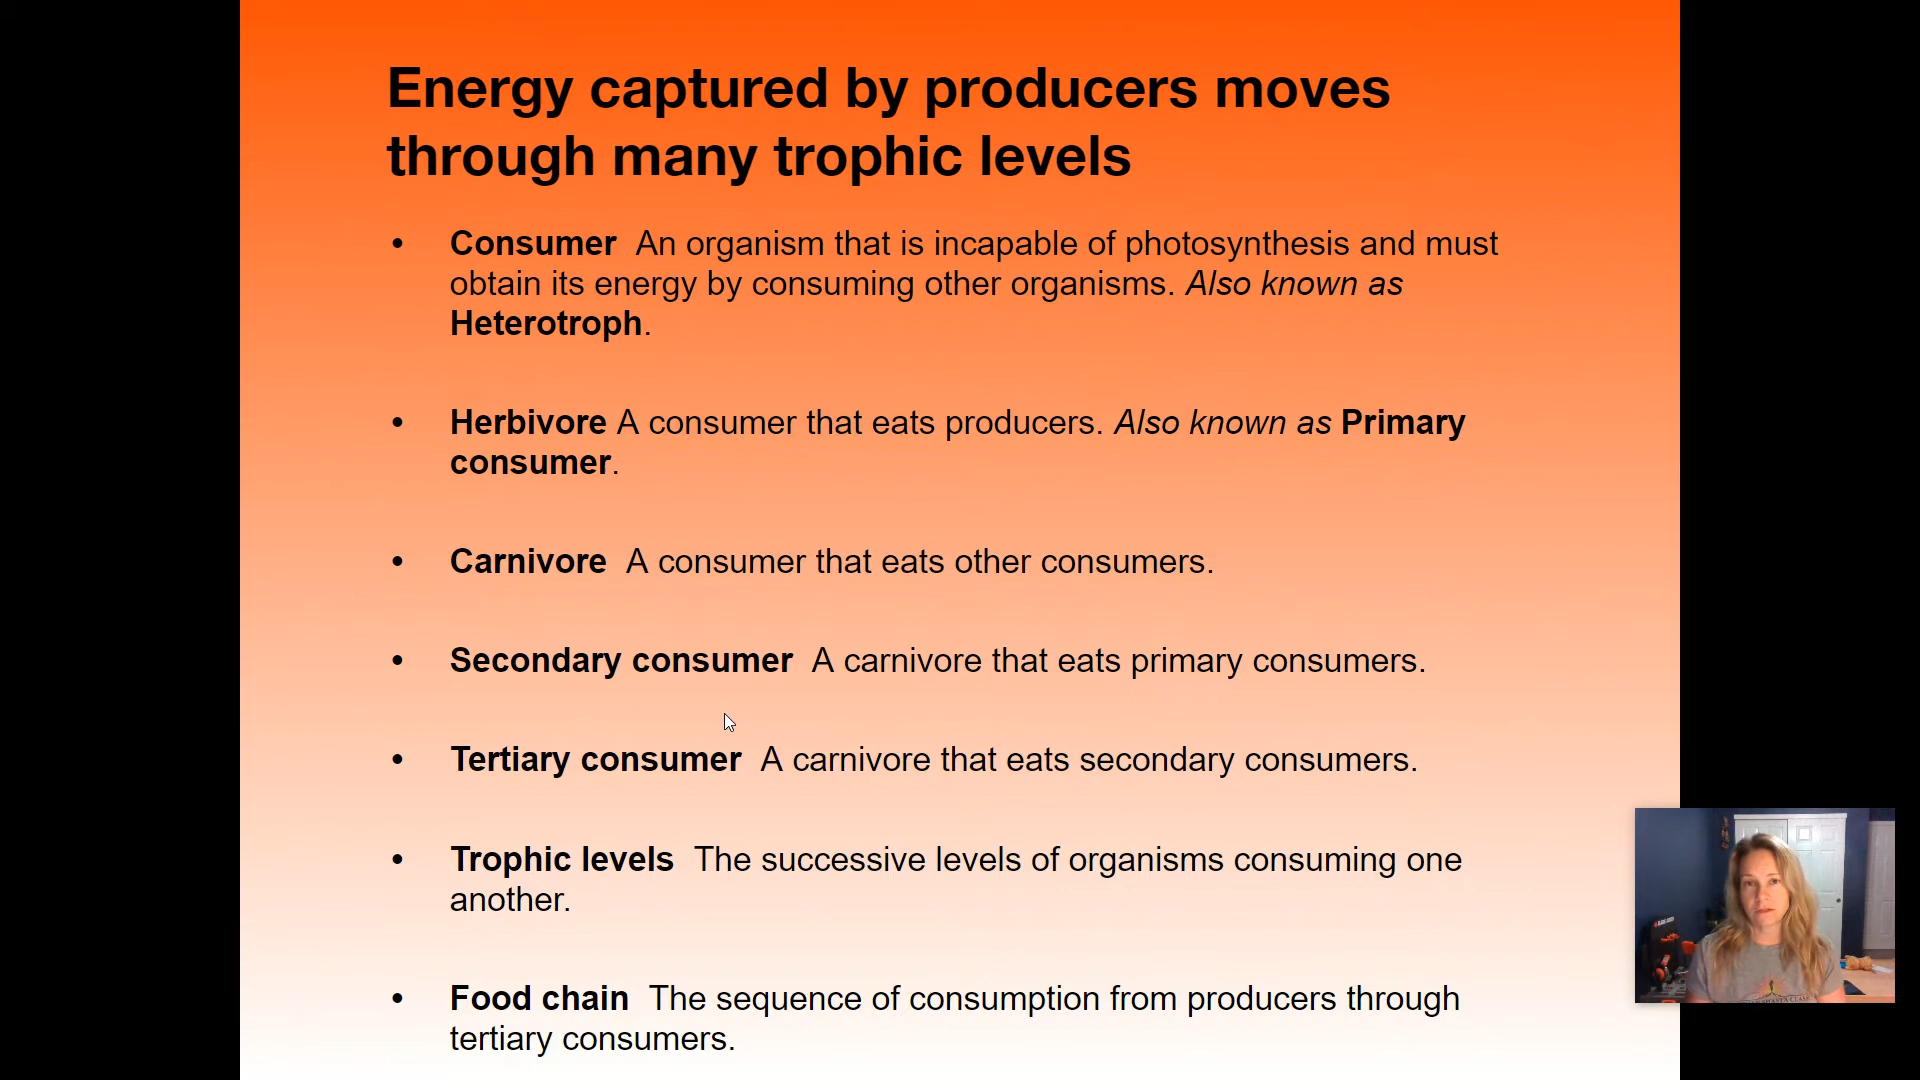 Energy captured by producers moves
through many trophic levels
• Consumer An organism that is incapable of photosynthesis and must
obtain its energy by consuming other organisms. Also known as
Heterotroph.
• Herbivore A consumer that eats producers. Also known as Primary
consumer.
• Carnivore A consumer that eats other consumers.
• Secondary consumer A carnivore that eats primary consumers.
• Tertiary consumer A carnivore that eats secondary consumers.
• Trophic levels The successive levels of organisms consuming one
another.
• Food chain The sequence of consumption from producers through
tertiary consumers.